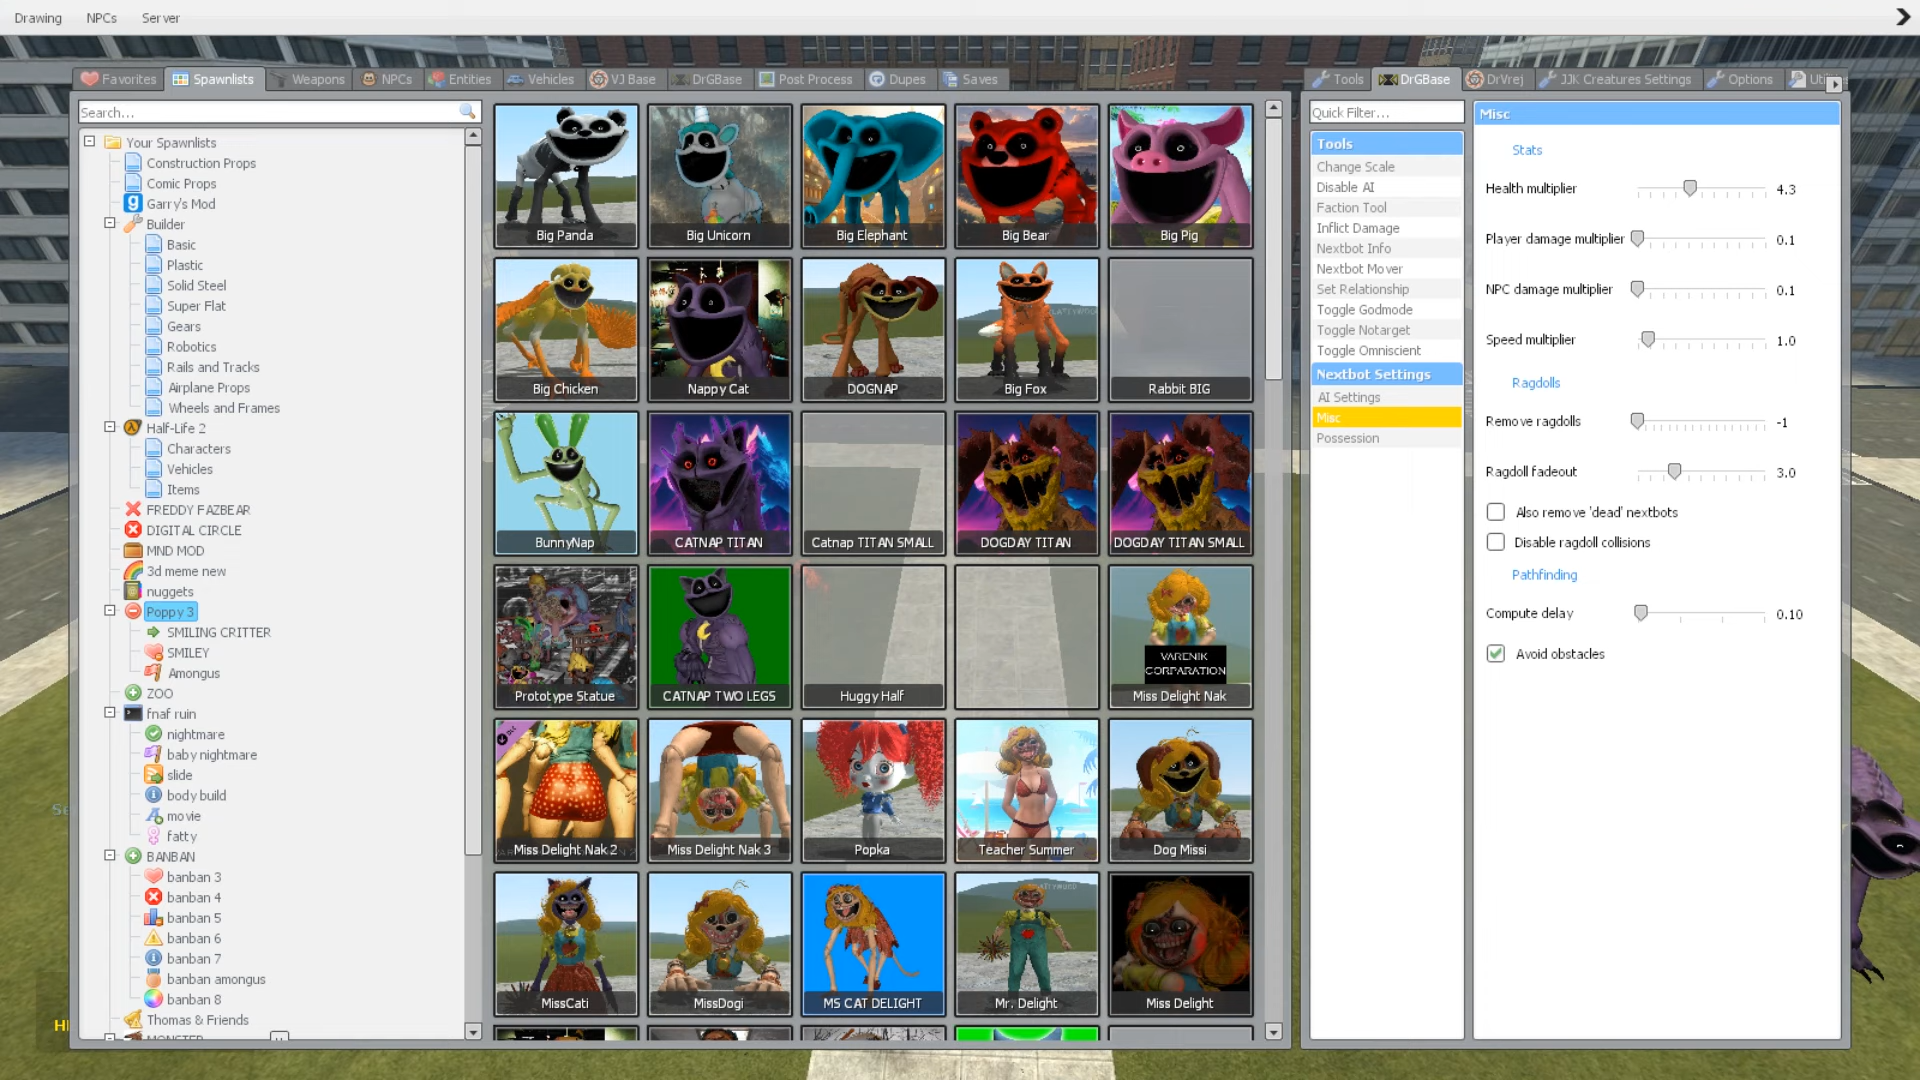 Drawing NPCs Server
Favorites Spawnlists Weapons NPCs Entities Vehicles VJ Base DrGBase Post Process Dupes Saves
Search...
Your Spawnlists
Construction Props
Comic Props
Garry's Mod
Builder
Basic
Plastic
Solid Steel
Super Flat
Gears
Robotics
Rails and Tracks
Airplane Props
Wheels and Frames
Half-Life 2
Characters
Vehicles
Items
FREDDY FAZBEAR
DIGITAL CIRCLE
MND MOD
3d meme new
nuggets
Poppy 3
SMILING CRITTER
SMILEY
Amongus
ZOO
fnaf ruin
nightmare
baby nightmare
slide
body build
movie
fatty
BANBAN
banban 3
banban 4
banban 5
banban 6
banban 7
banban amongus
banban 8
Thomas & Friends
MONSTER
Big Panda Big Unicorn Big Elephant Big Bear Big Pig
Big Chicken Nappy Cat DOGNAP Big Fox Rabbit BIG
BunnyNap CATNAP TITAN Catnap TITAN SMALL DOGDAY TITAN DOGDAY TITAN SMALL
VARENIK
CORPARATION
Prototype Statue CATNAP TWO LEGS Huggy Half Miss Delight Nak
Miss Delight Nak 2 Miss Delight Nak 3 Popka Teacher Summer Dog Missi
MissCati MissDogi MS CAT DELIGHT Mr. Delight Miss Delight
Tools DrGBase DrVrej JJK Creatures Settings Options
Quick Filter...
Tools
Change Scale
Disable AI
Faction Tool
Inflict Damage
Nextbot Info
Nextbot Mover
Set Relationship
Toggle Godmode
Toggle Notarget
Toggle Omniscient
Nextbot Settings
AI Settings
Misc
Possession
Misc
Stats
Health multiplier 4.3
Player damage multiplier 0.1
NPC damage multiplier 0.1
Speed multiplier 1.0
Ragdolls
Remove ragdolls -1
Ragdoll fadeout 3.0
Also remove 'dead' nextbots
Disable ragdoll collisions
Pathfinding
Compute delay 0.10
Avoid obstacles